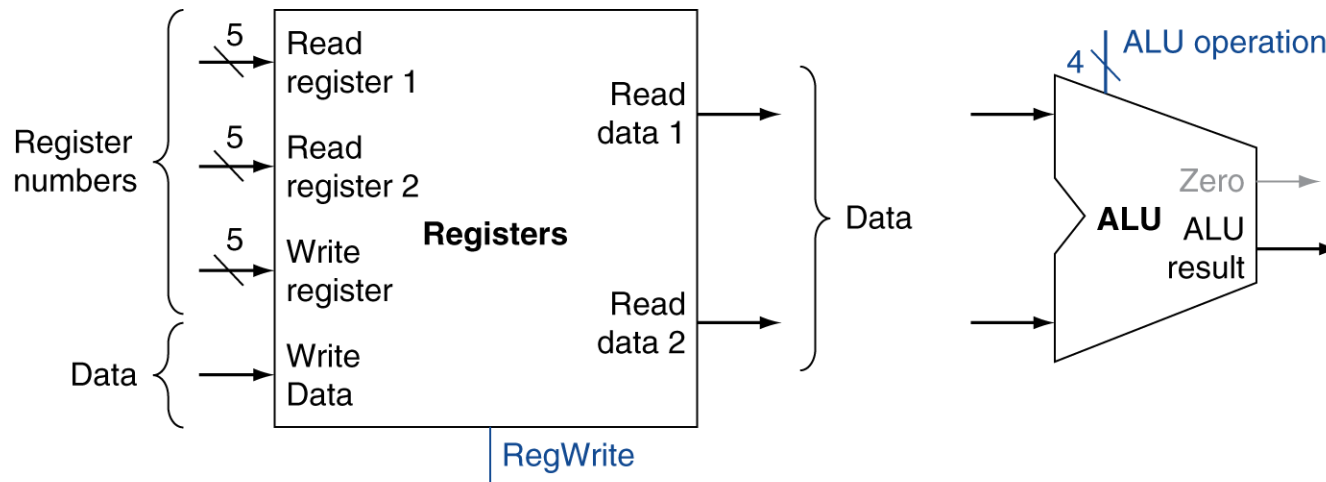 5
Read
register 1
5
Read
register 2
5
Write
register
Write
Data
Register
numbers
Data
Registers
Read
data 1
Read
data 2
RegWrite
Data
4
ALU operation
Zero
ALU
ALU
result